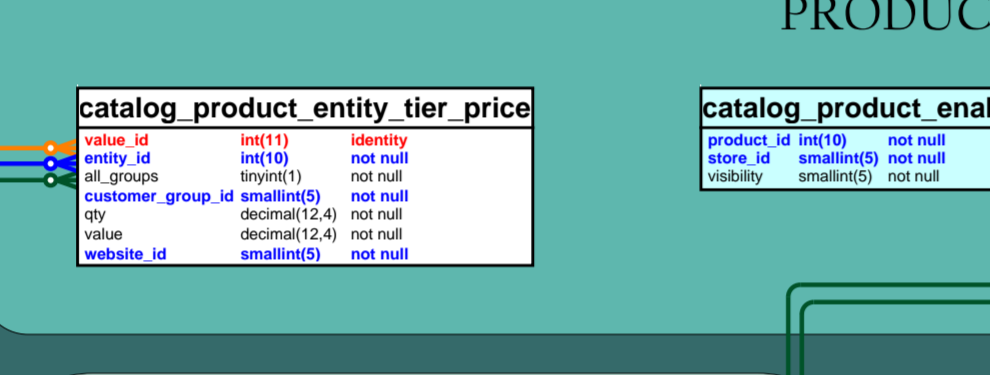 PRODUC
catalog_product_entity_tier_price
value_id int(11) identity
entity_id int(10) not null
all_groups tinyint(1) not null
customer_group_id smallint(5) not null
qty decimal(12,4) not null
value decimal(12,4) not null
website_id smallint(5) not null
catalog_product_enal
product_id int(10) not null
store_id smallint(5) not null
visibility smallint(5) not null